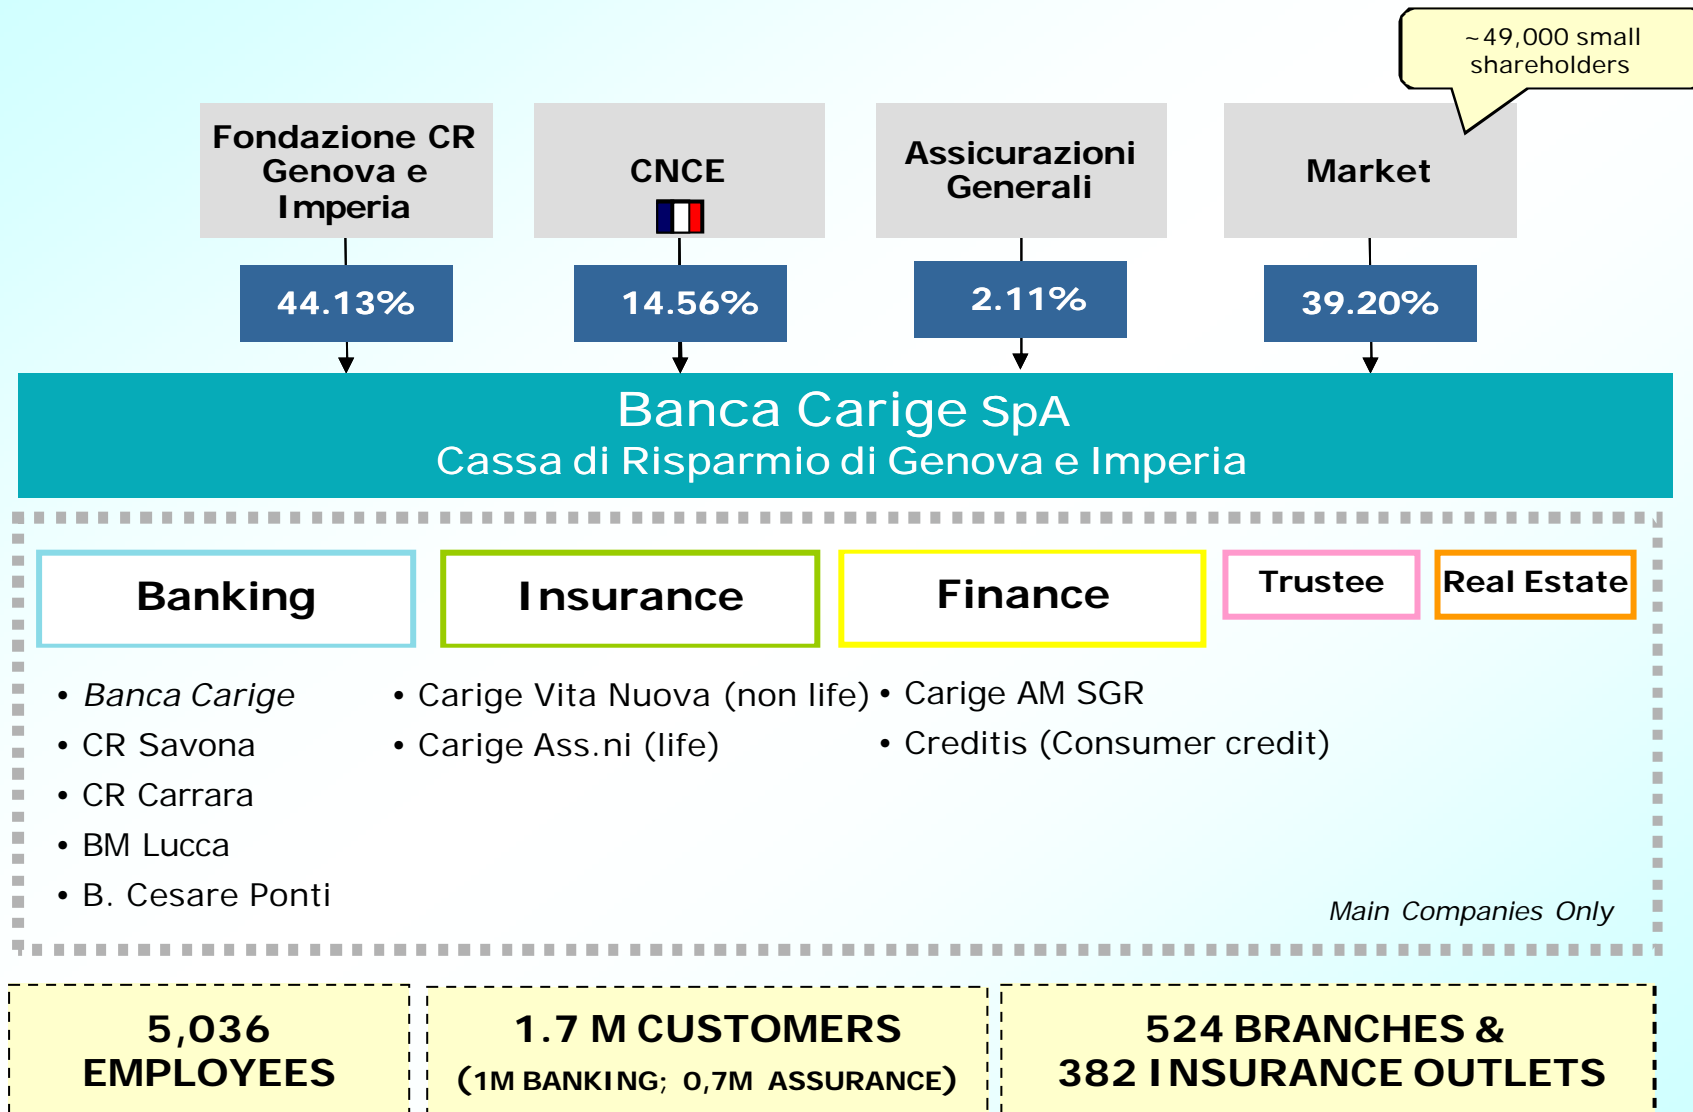 ~49,000 small
shareholders
Fondazione CR
Genova e
Imperia
CNCE
Assicurazioni
Generali
Market
44.13%
14.56%
2.11%
39.20%
Banca Carige SpA
Cassa di Risparmio di Genova e Imperia
Banking
Insurance
Finance
Trustee
Real Estate
• Banca Carige
• CR Savona
• CR Carrara
• BM Lucca
• B. Cesare Ponti
• Carige Vita Nuova (non life)
• Carige Ass.ni (life)
• Carige AM SGR
• Creditis (Consumer credit)
Main Companies Only
5,036
EMPLOYEES
1.7 M CUSTOMERS
(1M BANKING; 0,7M ASSURANCE)
524 BRANCHES &
382 INSURANCE OUTLETS